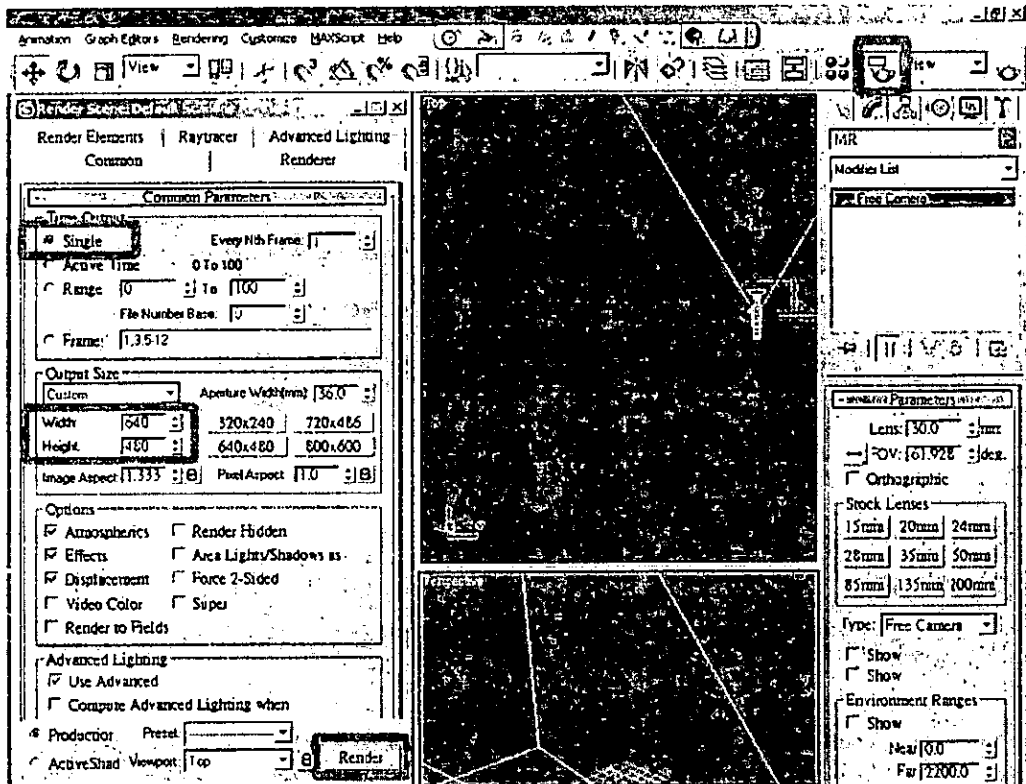 Animation Graph Editors Rendering Customize MAXScript Help
View
Render Scene: Default
Render Elements Raytracer Advanced Lighting
Common Renderer
Common Parameters
Time Output
Single Every Nth Frame: 1
Active Time 0 To 100
Range 0 To 100
File Number Base: 0
Frame: 1,3,5-12
Output Size
Custom Aperture Width(mm): 36.0
Width 640 320x240 720x486
Height 480 640x480 800x600
Image Aspect 1.333 Pixel Aspect 1.0
Options
Atmospherics Render Hidden
Effects Area Lights/Shadows as
Displacement Force 2-Sided
Video Color Super
Render to Fields
Advanced Lighting
Use Advanced
Compute Advanced Lighting when
Production Preset:
ActiveShad Viewport: Top Render
Top
MR
Modifier List
Free Camera
Parameters
Lens: 30.0 mm
FOV: 61.928 deg.
Orthographic
Stock Lenses
15mm 20mm 24mm
28mm 35mm 50mm
85mm 135mm 200mm
Type: Free Camera
Show
Show
Environment Ranges
Show
Near 0.0
Far 2200.0